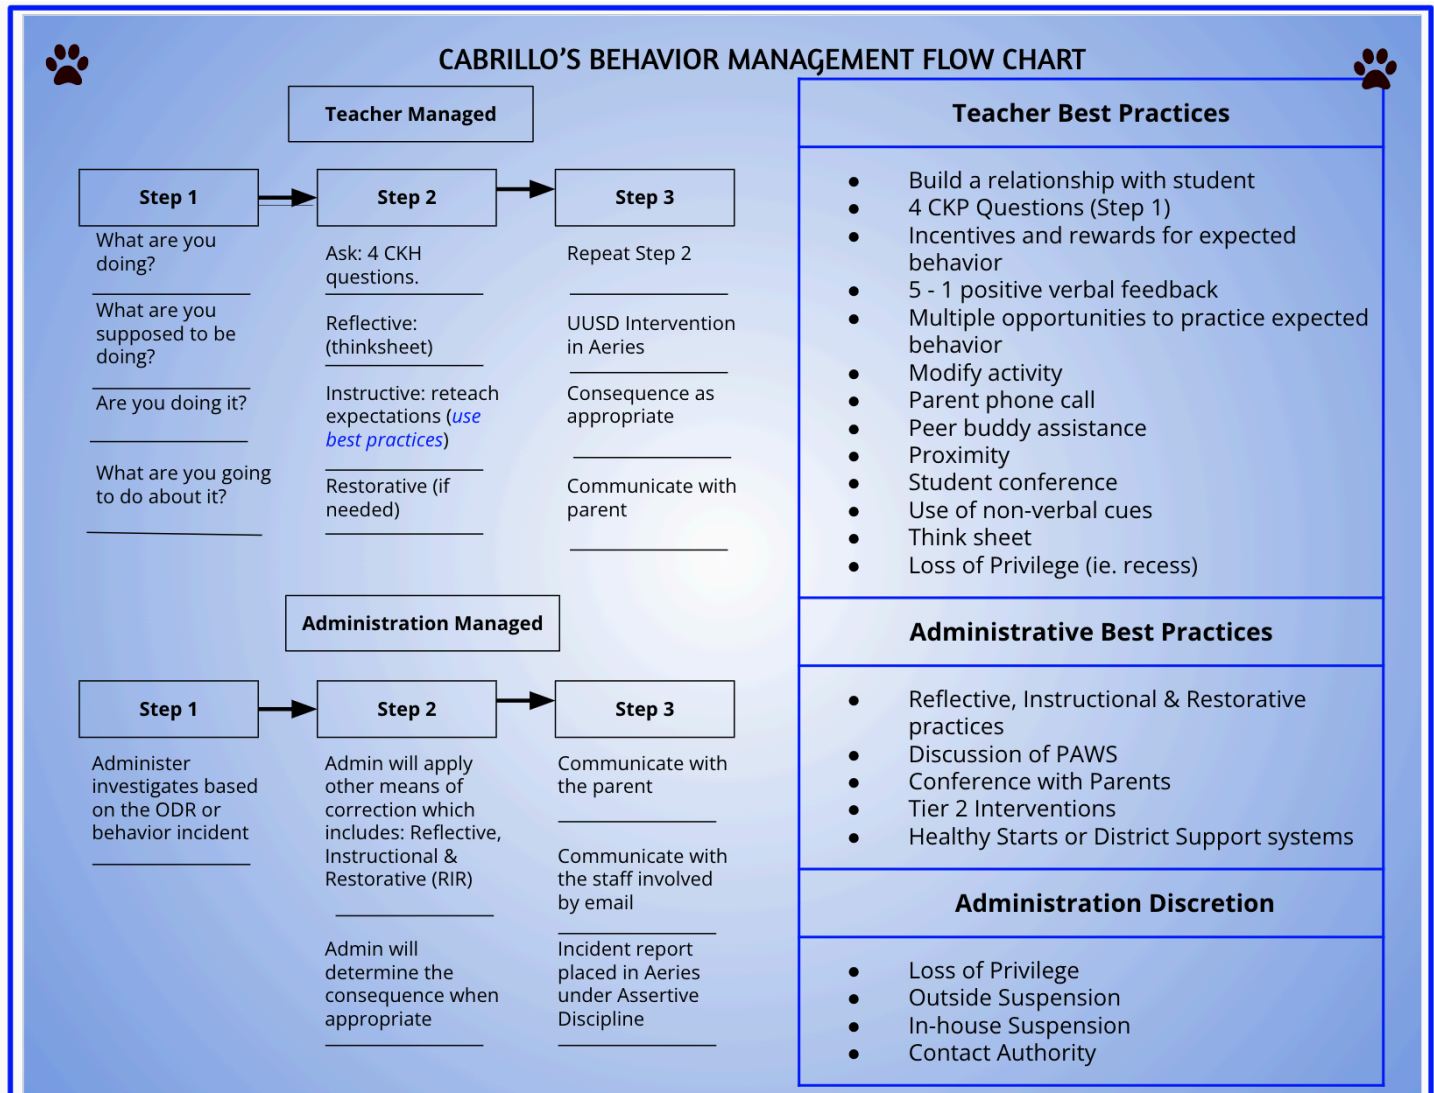 CABRILLO'S BEHAVIOR MANAGEMENT FLOW CHART
Teacher Managed
Step 1
What are you
doing?
What are you
supposed to be
doing?
Are you doing it?
What are you going
to do about it?
Step 2
Ask: 4 CKH
questions.
Reflective:
(thinksheet)
Instructive: reteach
expectations (use
best practices)
Restorative (if
needed)
Step 3
Repeat Step 2
UUSD Intervention
in Aeries
Consequence as
appropriate
Communicate with
parent
Administration Managed
Step 1
Administer
investigates based
on the ODR or
behavior incident
Step 2
Admin will apply
other means of
correction which
includes: Reflective,
Instructional &
Restorative (RIR)
Admin will
determine the
consequence when
appropriate
Step 3
Communicate with
the parent
Communicate with
the staff involved
by email
Incident report
placed in Aeries
under Assertive
Discipline
Teacher Best Practices
● Build a relationship with student
● 4 CKP Questions (Step 1)
● Incentives and rewards for expected
behavior
● 5 - 1 positive verbal feedback
● Multiple opportunities to practice expected
behavior
● Modify activity
● Parent phone call
● Peer buddy assistance
● Proximity
● Student conference
● Use of non-verbal cues
● Think sheet
● Loss of Privilege (ie. recess)
Administrative Best Practices
● Reflective, Instructional & Restorative
practices
● Discussion of PAWS
● Conference with Parents
● Tier 2 Interventions
● Healthy Starts or District Support systems
Administration Discretion
● Loss of Privilege
● Outside Suspension
● In-house Suspension
● Contact Authority